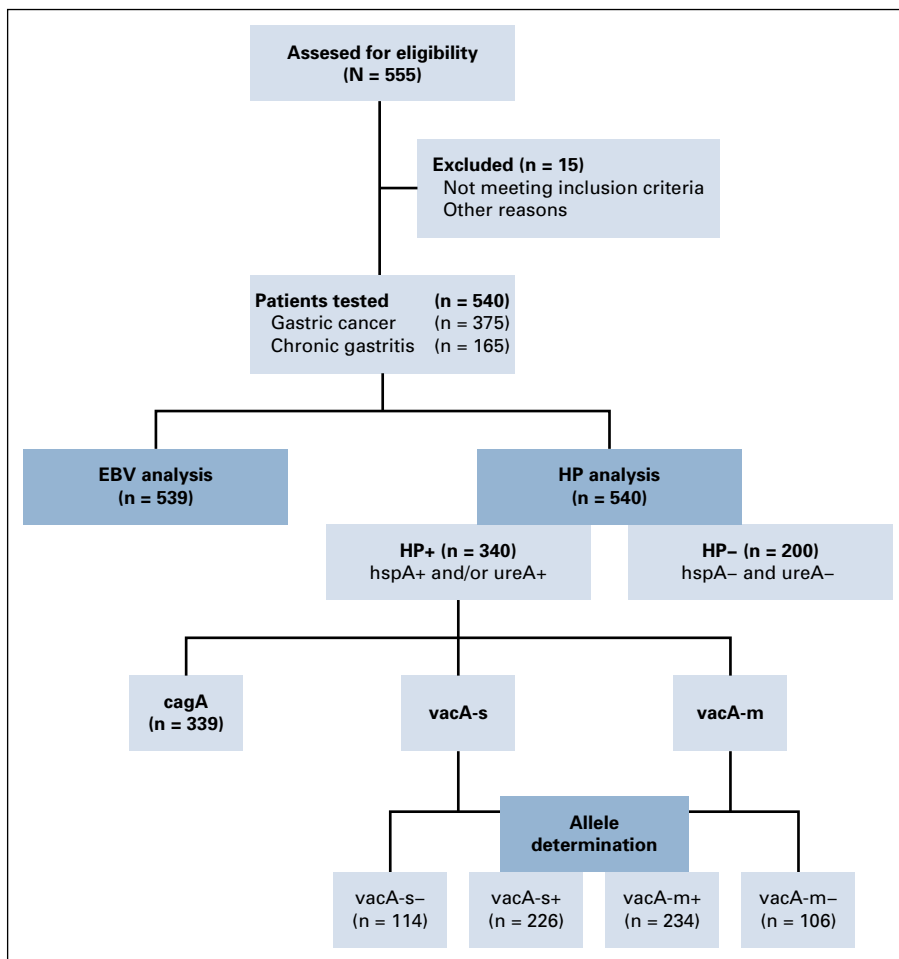 Assesed for eligibility
(N = 555)
Excluded (n = 15)
Not meeting inclusion criteria
Other reasons
Patients tested (n = 540)
Gastric cancer (n = 375)
Chronic gastritis (n = 165)
EBV analysis
(n = 539)
HP analysis
(n = 540)
HP+ (n = 340)
hspA+ and/or ureA+
HP− (n = 200)
hspA− and ureA−
cagA
(n = 339)
vacA-s
vacA-m
Allele
determination
vacA-s−
(n = 114)
vacA-s+
(n = 226)
vacA-m+
(n = 234)
vacA-m−
(n = 106)